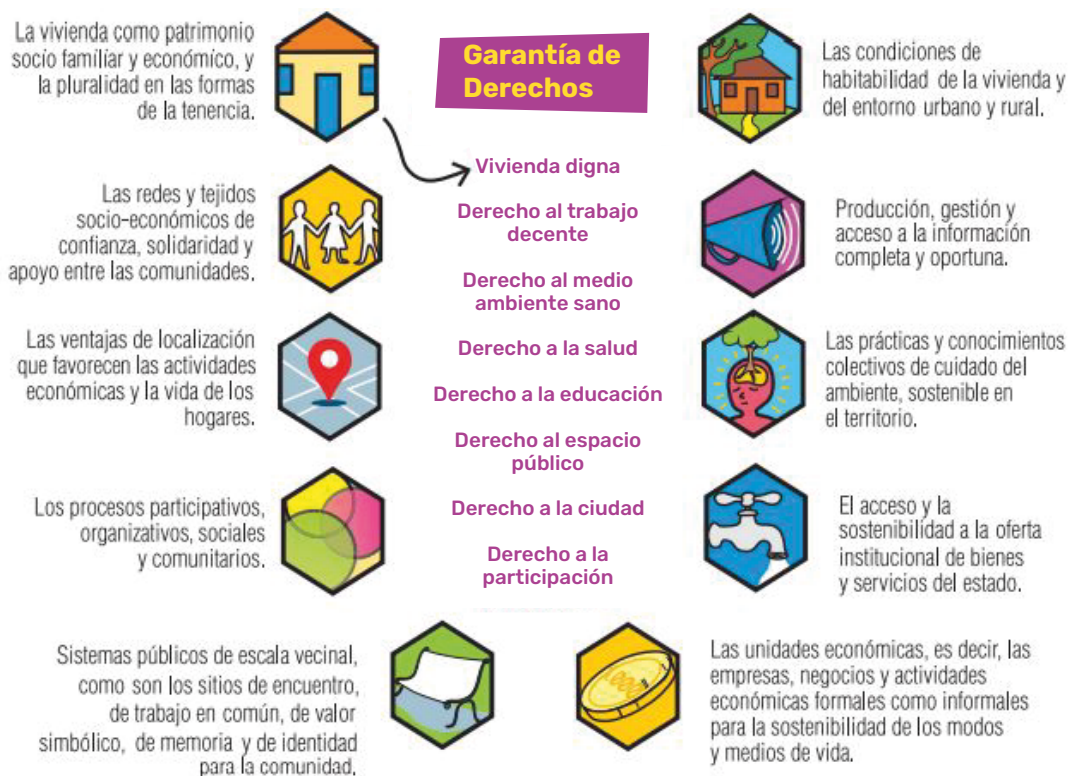 La vivienda como patrimonio
socio familiar y económico, y
la pluralidad en las formas
de la tenencia.
Las redes y tejidos
socio-económicos de
confianza, solidaridad y
apoyo entre las comunidades.
Las ventajas de localización
que favorecen las actividades
económicas y la vida de los
hogares.
Los procesos participativos,
organizativos, sociales
y comunitarios.
Garantía de
Derechos
Vivienda digna
Derecho al trabajo
decente
Derecho al medio
ambiente sano
Derecho a la salud
Derecho a la educación
Derecho al espacio
público
Derecho a la ciudad
Derecho a la
participación
Las condiciones de
habitabilidad de la vivienda y
del entorno urbano y rural.
Producción, gestión y
acceso a la información
completa y oportuna.
Las prácticas y conocimientos
colectivos de cuidado del
ambiente, sostenible en
el territorio.
El acceso y la
sostenibilidad a la oferta
institucional de bienes
y servicios del estado.
Sistemas públicos de escala vecinal,
como son los sitios de encuentro,
de trabajo en común, de valor
simbólico, de memoria y de identidad
para la comunidad.
Las unidades económicas, es decir, las
empresas, negocios y actividades
económicas formales como informales
para la sostenibilidad de los modos
y medios de vida.